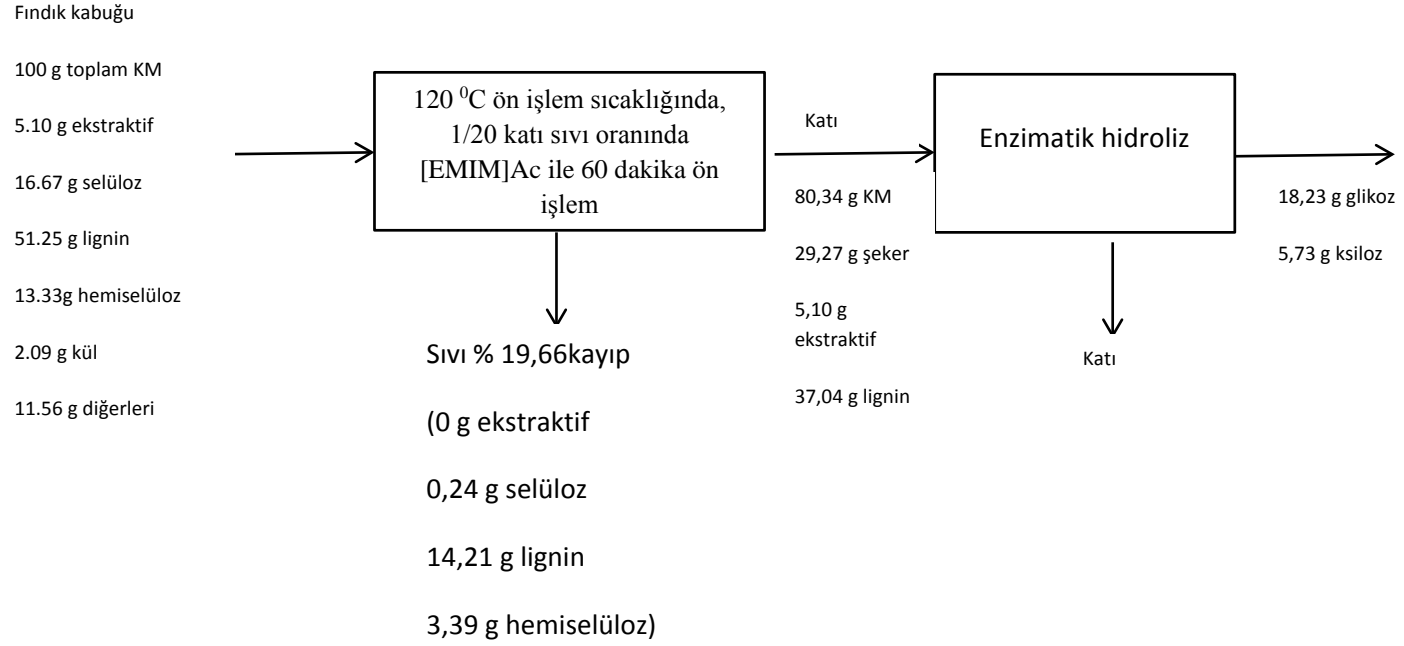 Fındık kabuğu
100 g toplam KM
5.10 g ekstraktif
16.67 g selüloz
51.25 g lignin
13.33g hemiselüloz
2.09 g kül
11.56 g diğerleri
120 ⁰C ön işlem sıcaklığında,
1/20 katı sıvı oranında
[EMIM]Ac ile 60 dakika ön
işlem
Sıvı % 19,66kayıp
(0 g ekstraktif
0,24 g selüloz
14,21 g lignin
3,39 g hemiselüloz)
Katı
80,34 g KM
29,27 g şeker
5,10 g
ekstraktif
37,04 g lignin
Enzimatik hidroliz
Katı
18,23 g glikoz
5,73 g ksiloz